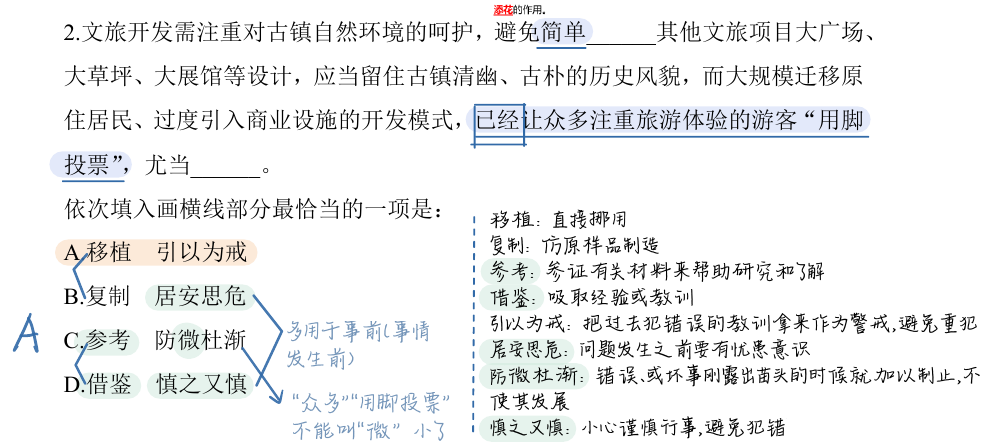 添花的作用。
2.文旅开发需注重对古镇自然环境的呵护，避免简单______其他文旅项目大广场、
大草坪、大展馆等设计，应当留住古镇清幽、古朴的历史风貌，而大规模迁移原
住居民、过度引入商业设施的开发模式，已经让众多注重旅游体验的游客“用脚
投票”，尤当______。
依次填入画横线部分最恰当的一项是：
A.移植 引以为戒
B.复制 居安思危
C.参考 防微杜渐
D.借鉴 慎之又慎
A
多用于事前(事情
发生前)
“众多”“用脚投票”
不能叫“微” 小了
移植：直接挪用
复制：仿原样品制造
参考：参证有关材料来帮助研究和了解
借鉴：吸取经验或教训
引以为戒：把过去犯错误的教训拿来作为警戒,避免重犯
居安思危：问题发生之前要有忧患意识
防微杜渐：错误、或坏事刚露出苗头的时候就加以制止,不
使其发展
慎之又慎：小心谨慎行事,避免犯错